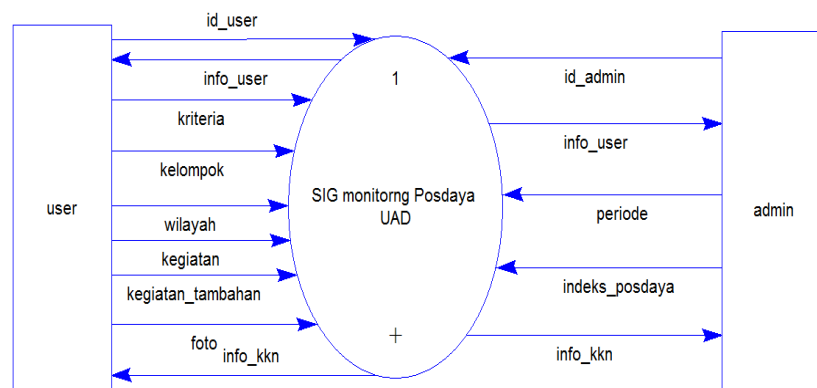 id_user
info_user
kriteria
kelompok
user
wilayah
kegiatan
kegiatan_tambahan
foto
info_kkn
1
SIG monitorng Posdaya
UAD
+
id_admin
info_user
periode
admin
indeks_posdaya
info_kkn